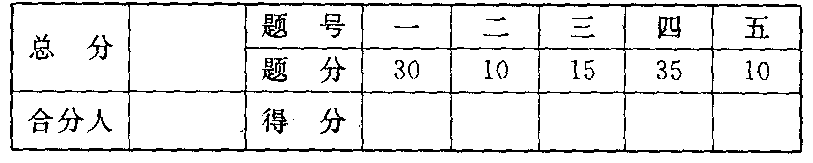 总 分 题 号 一 二 三 四 五
题 分 30 10 15 35 10
合分人 得 分